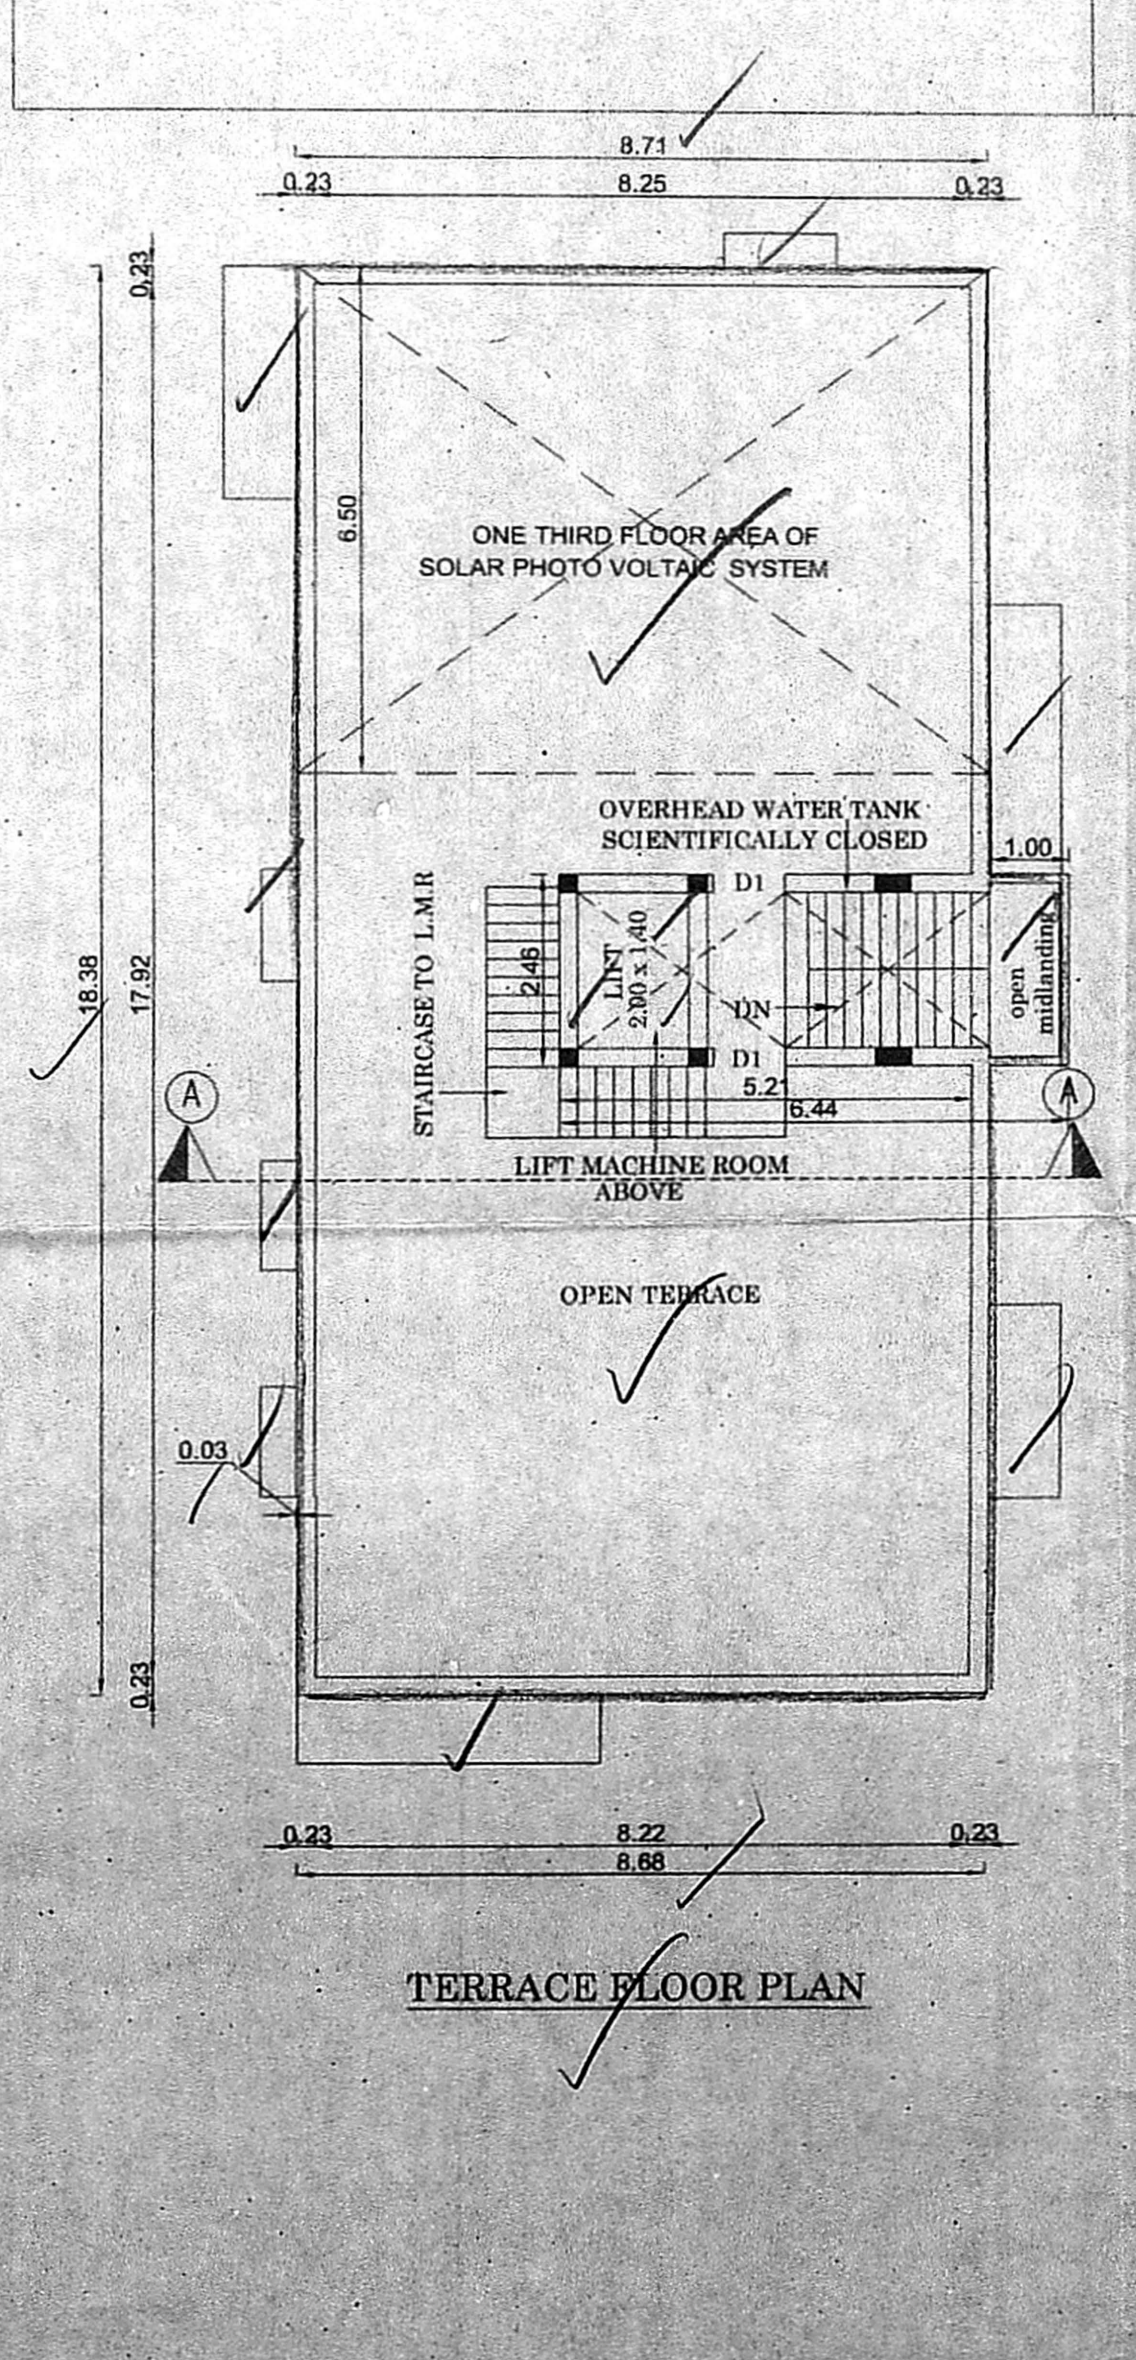 8.71
0.23
8.25
0.23
0.23
6.50
ONE THIRD FLOOR AREA OF
SOLAR PHOTO VOLTAIC SYSTEM
OVERHEAD WATER TANK
SCIENTIFICALLY CLOSED
1.00
D1
STAIRCASE TO L.M.R
2.46
LIFT
2.00 x 1.40
DN
open
midlanding
18.38
17.92
D1
5.21
6.44
A
A
LIFT MACHINE ROOM
ABOVE
OPEN TERRACE
0.03
0.23
0.23
8.22
0.23
8.68
TERRACE FLOOR PLAN